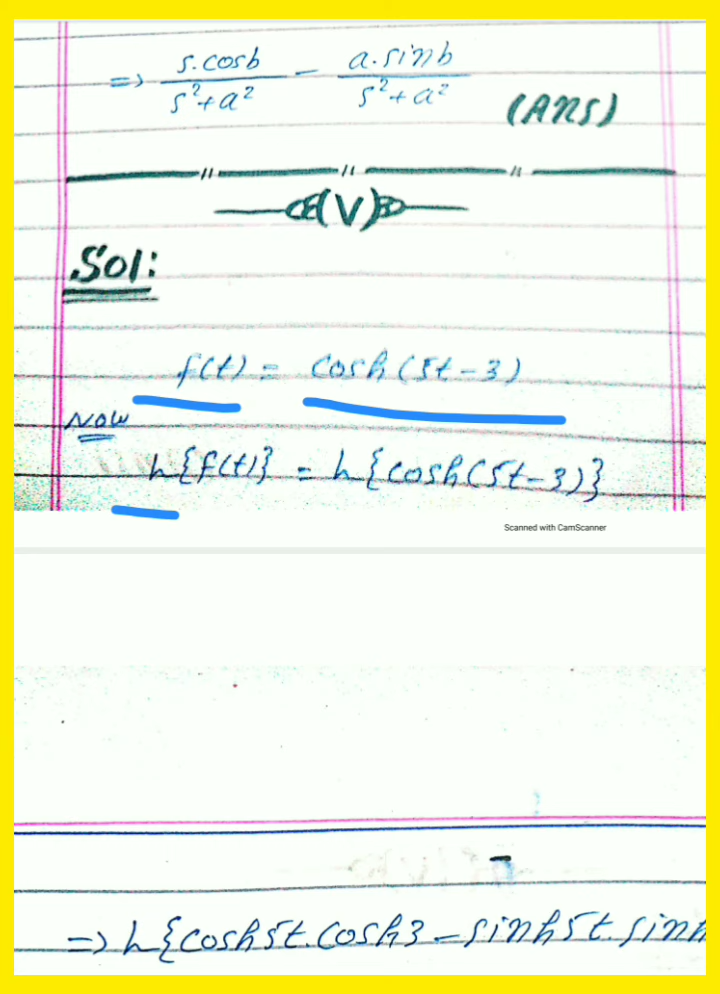 => s.cosb/s²+a² - a.sinb/s²+a² (Ans)
(V)
Sol:
f(t) = cosh(5t-3)
Now
L{f(t)} = L{cosh(5t-3)}
Scanned with CamScanner
=> L{cosh5t.cosh3-sinh5t.sinh